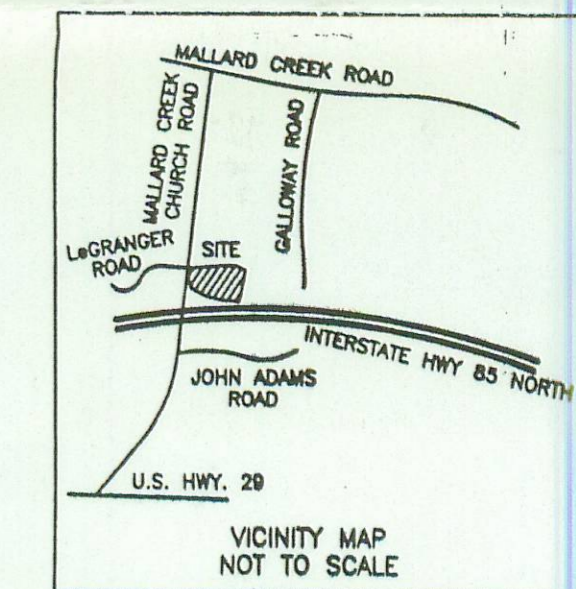 MALLARD CREEK ROAD
MALLARD CREEK
CHURCH ROAD
GALLOWAY ROAD
LeGRANGER
ROAD
SITE
INTERSTATE HWY 85 NORTH
JOHN ADAMS
ROAD
U.S. HWY. 29
VICINITY MAP
NOT TO SCALE